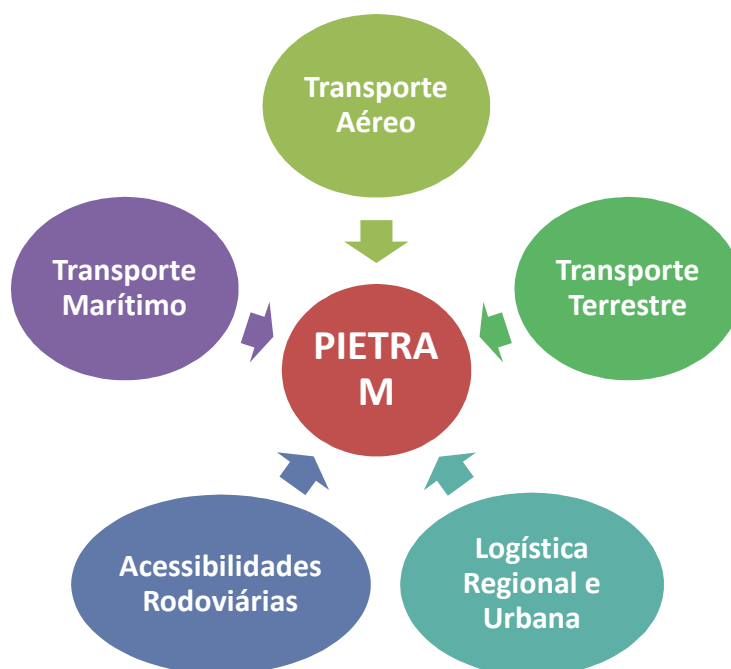 Transporte
Aéreo
Transporte
Marítimo
Transporte
Terrestre
PIETRA
M
Acessibilidades
Rodoviárias
Logística
Regional e
Urbana